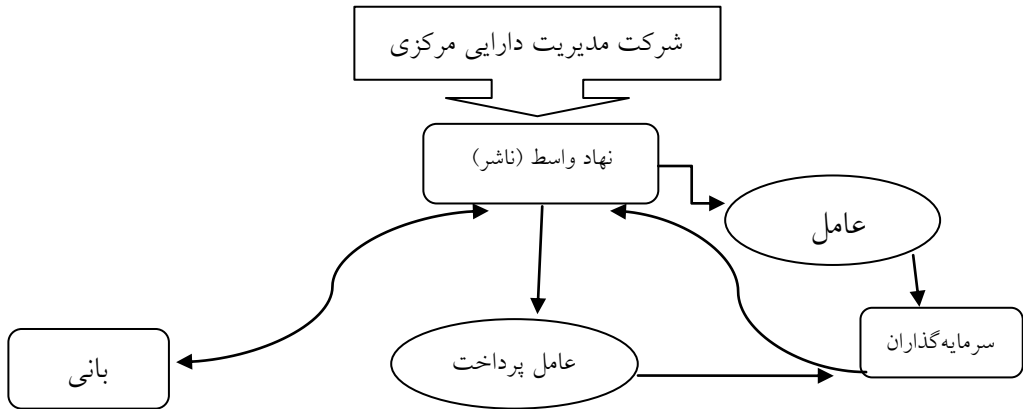 شرکت مدیریت دارایی مرکزی
نهاد واسط (ناشر)
عامل
سرمایه‌گذاران
عامل پرداخت
بانی